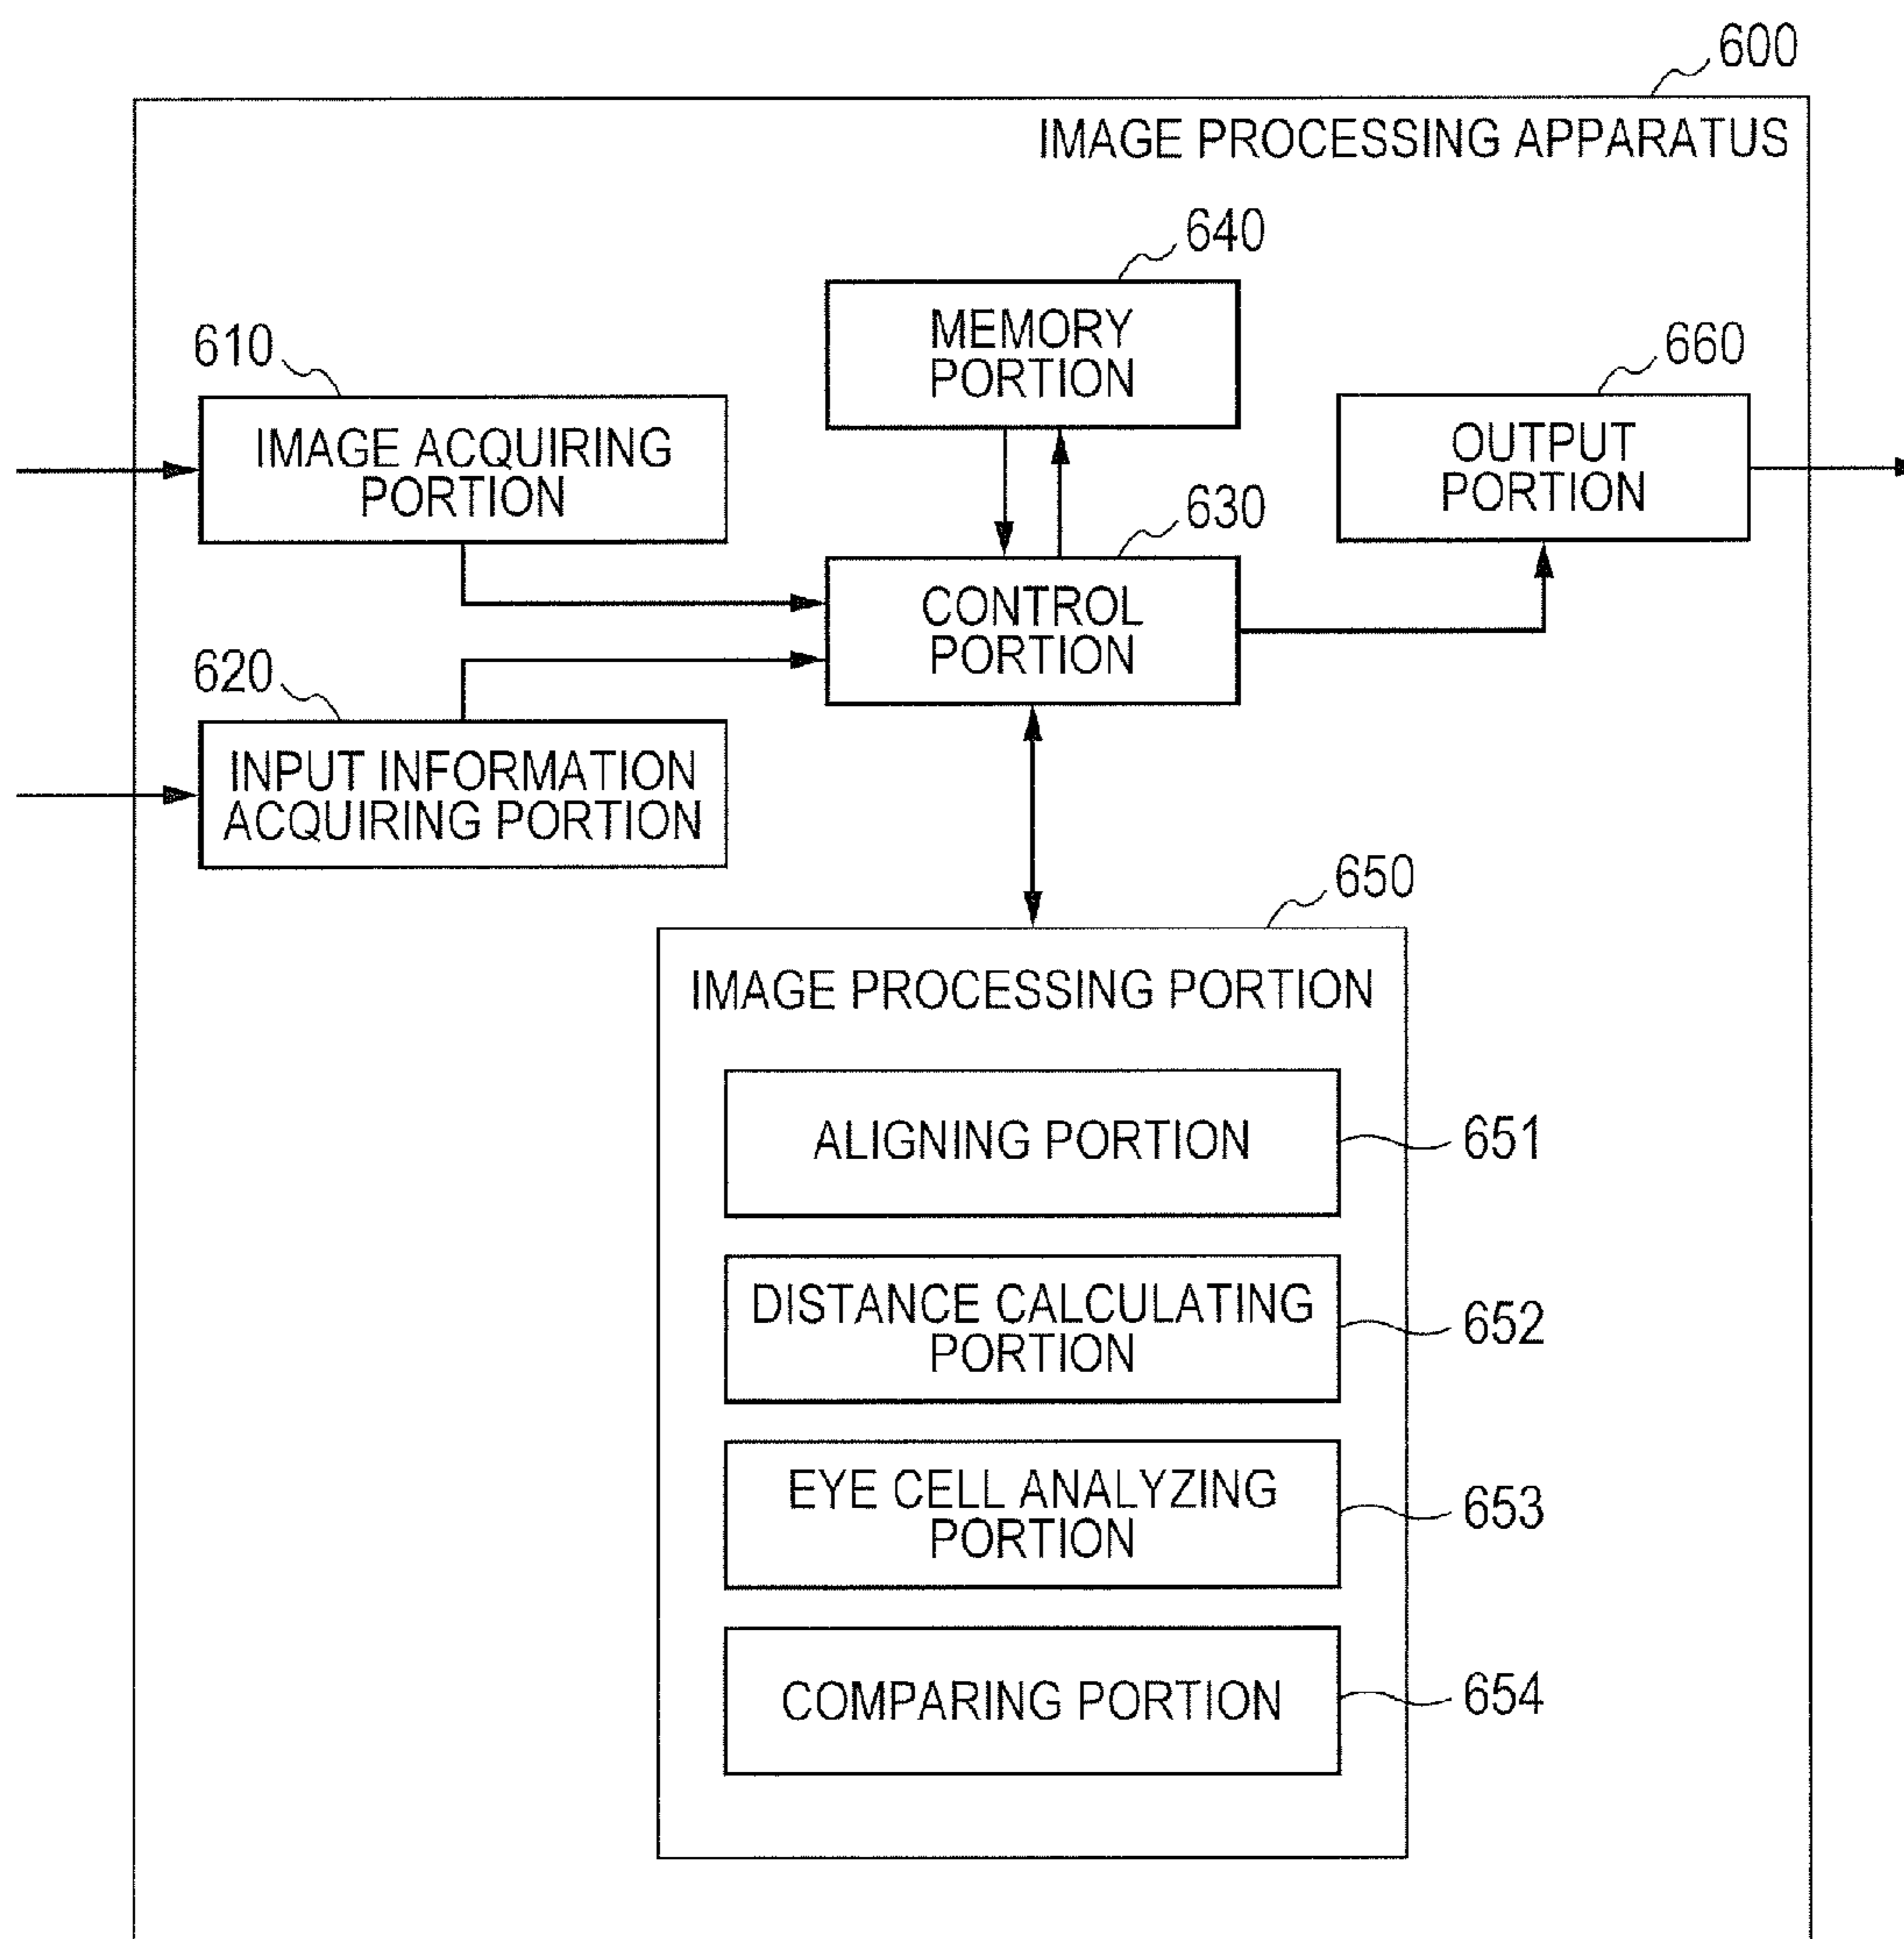 600
IMAGE PROCESSING APPARATUS
640
MEMORY
PORTION
610
IMAGE ACQUIRING
PORTION
660
OUTPUT
PORTION
630
CONTROL
PORTION
620
INPUT INFORMATION
ACQUIRING PORTION
650
IMAGE PROCESSING PORTION
ALIGNING PORTION
651
DISTANCE CALCULATING
PORTION
652
EYE CELL ANALYZING
PORTION
653
COMPARING PORTION
654